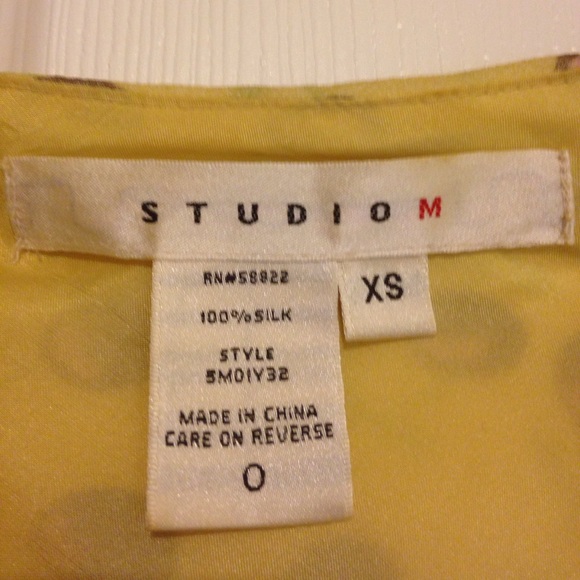 STUDIO M
RN#58822
XS
100% SILK
STYLE
5M01Y32
MADE IN CHINA
CARE ON REVERSE
0